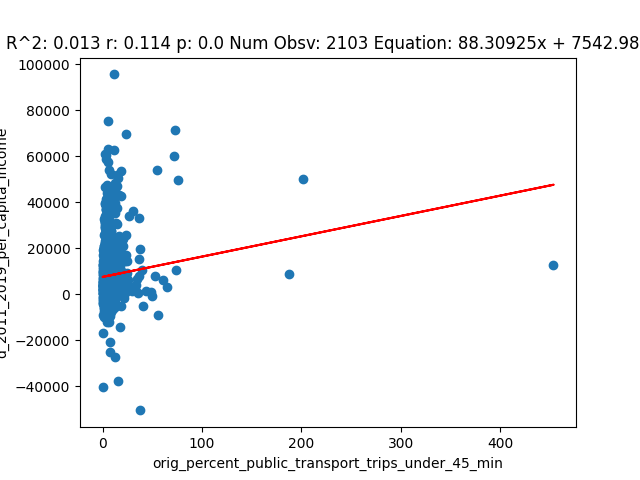 R^2: 0.013 r: 0.114 p: 0.0 Num Obsv: 2103 Equation: 88.30925x + 7542.98
100000
80000
60000
40000
20000
0
−20000
−40000
d_2011_2019_per_capita_income
0 100 200 300 400
orig_percent_public_transport_trips_under_45_min